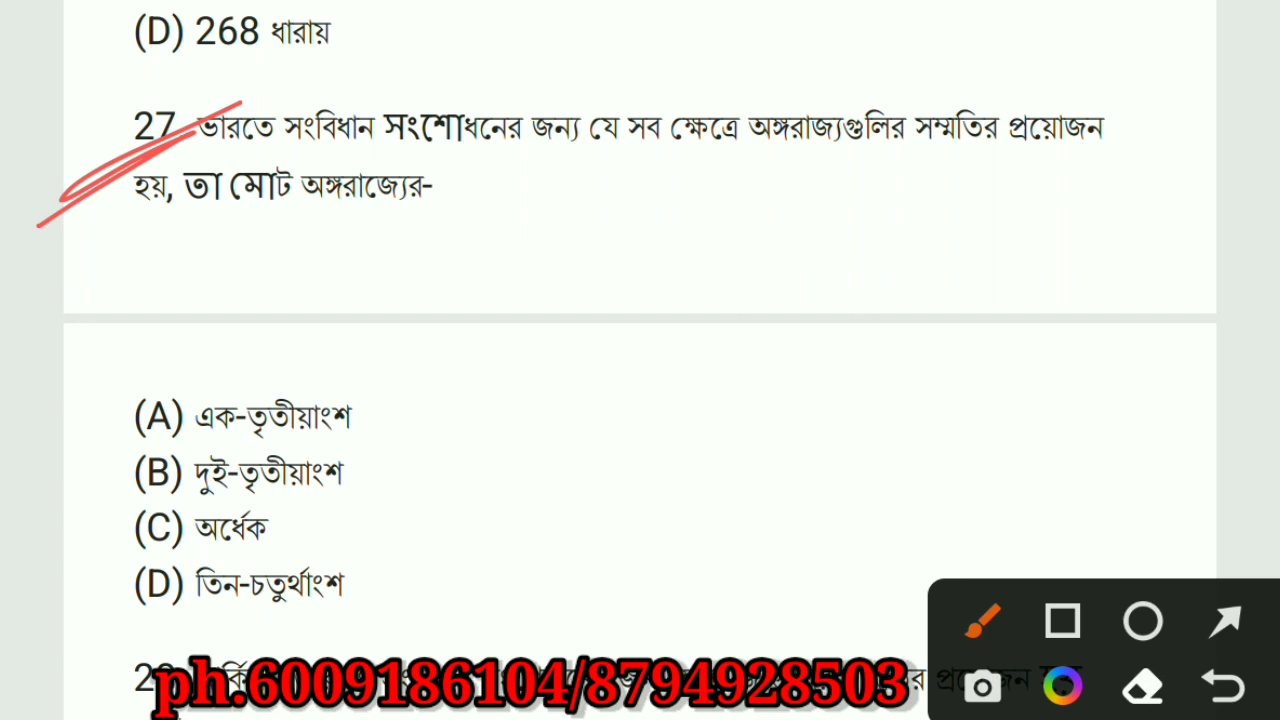 (D) 268 ধারায়
27. ভারতে সংবিধান সংশোধনের জন্য যে সব ক্ষেত্রে অঙ্গরাজ্যগুলির সম্মতির প্রয়োজন
হয়, তা মোট অঙ্গরাজ্যের-
(A) এক-তৃতীয়াংশ
(B) দুই-তৃতীয়াংশ
(C) অর্ধেক
(D) তিন-চতুর্থাংশ
ph.6009186104/8794928503